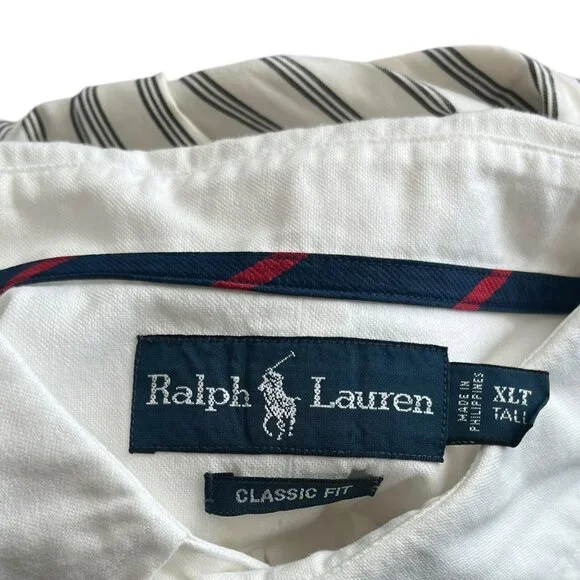 Ralph Lauren
MADE IN
PHILIPPINES
XLT
TALL
CLASSIC FIT